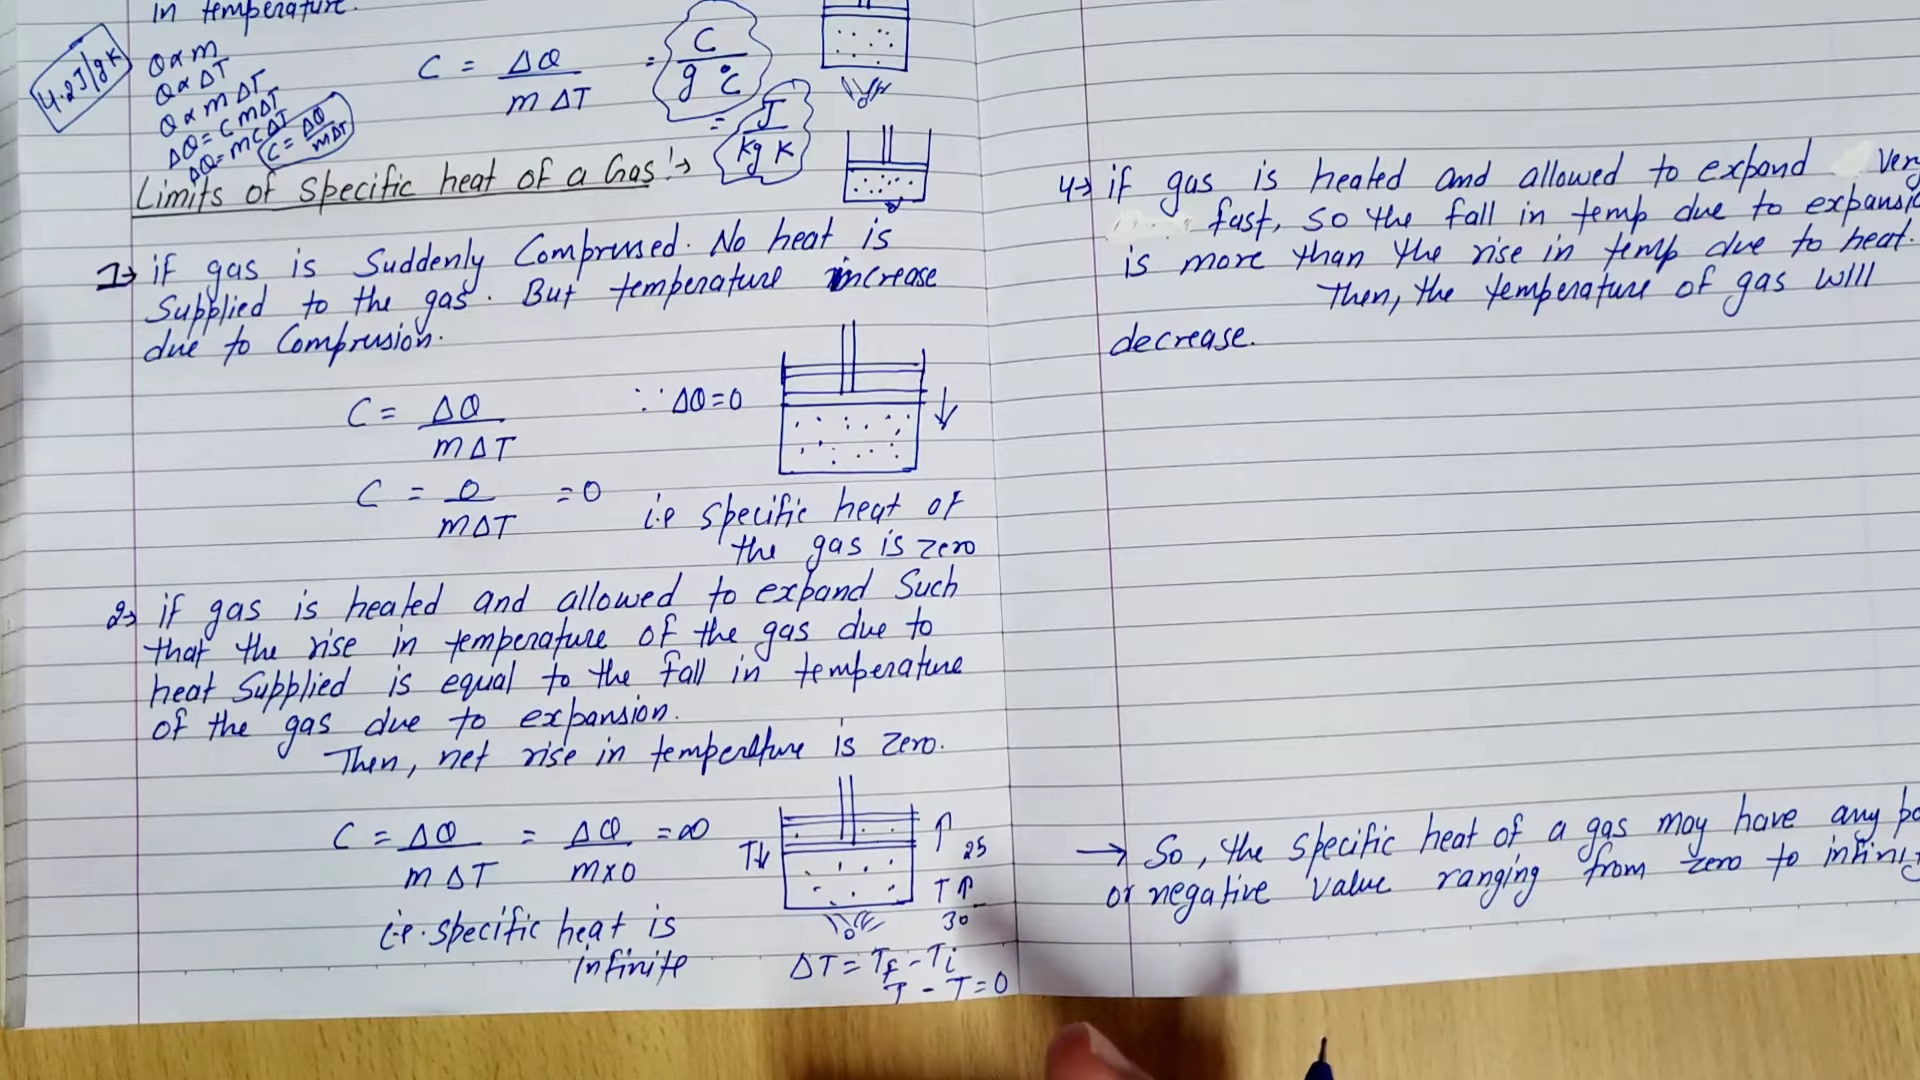 in temperature.
4.2J/gK
Q∝m
Q∝ΔT
Q∝mΔT
ΔQ=CmΔT
ΔQ=mCΔT
C=ΔQ/mΔT
C = ΔQ/mΔT = C/g°C
= J/kg K
Limits of Specific heat of a Gas!→
1→ if gas is Suddenly Comprssed. No heat is
Supplied to the gas. But temperature increase
due to Comprssion.
C = ΔQ/mΔT ∵ ΔQ=0
C = 0/mΔT =0 i.e specific heat of
the gas is zero
2→ if gas is heated and allowed to expand Such
that the rise in temperature of the gas due to
heat Supplied is equal to the fall in temperature
of the gas due to expansion.
Then, net rise in temperature is zero.
C = ΔQ/mΔT = ΔQ/m×0 =∞
T↓ ↑ 25
T↑
30
i.e. specific heat is
infinite
ΔT = Tf - Ti
T - T=0
4→ if gas is heated and allowed to expand
fast, so the fall in temp due to
is more than the rise in temp due to heat.
Then, the temperature of gas will
decrease.
→ So, the specific heat of a gas may have any
or negative value ranging from zero to